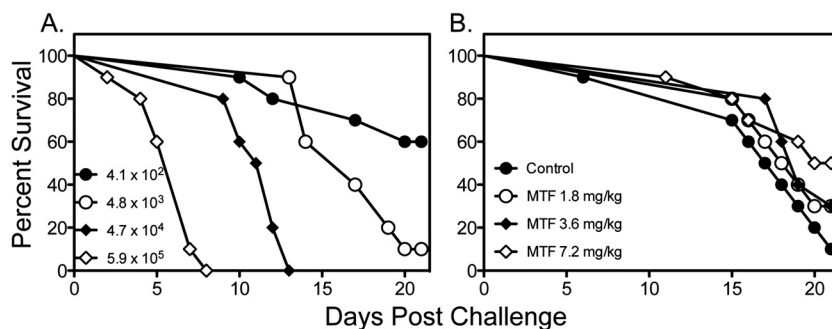 A.
B.
Percent Survival
100
80
60
40
20
0
4.1 x 10²
4.8 x 10³
4.7 x 10⁴
5.9 x 10⁵
0
5
10
15
20
100
80
60
40
20
0
Control
MTF 1.8 mg/kg
MTF 3.6 mg/kg
MTF 7.2 mg/kg
0
5
10
15
20
Days Post Challenge